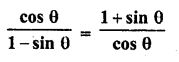 cos θ / (1 − sin θ) = (1 + sin θ) / cos θ